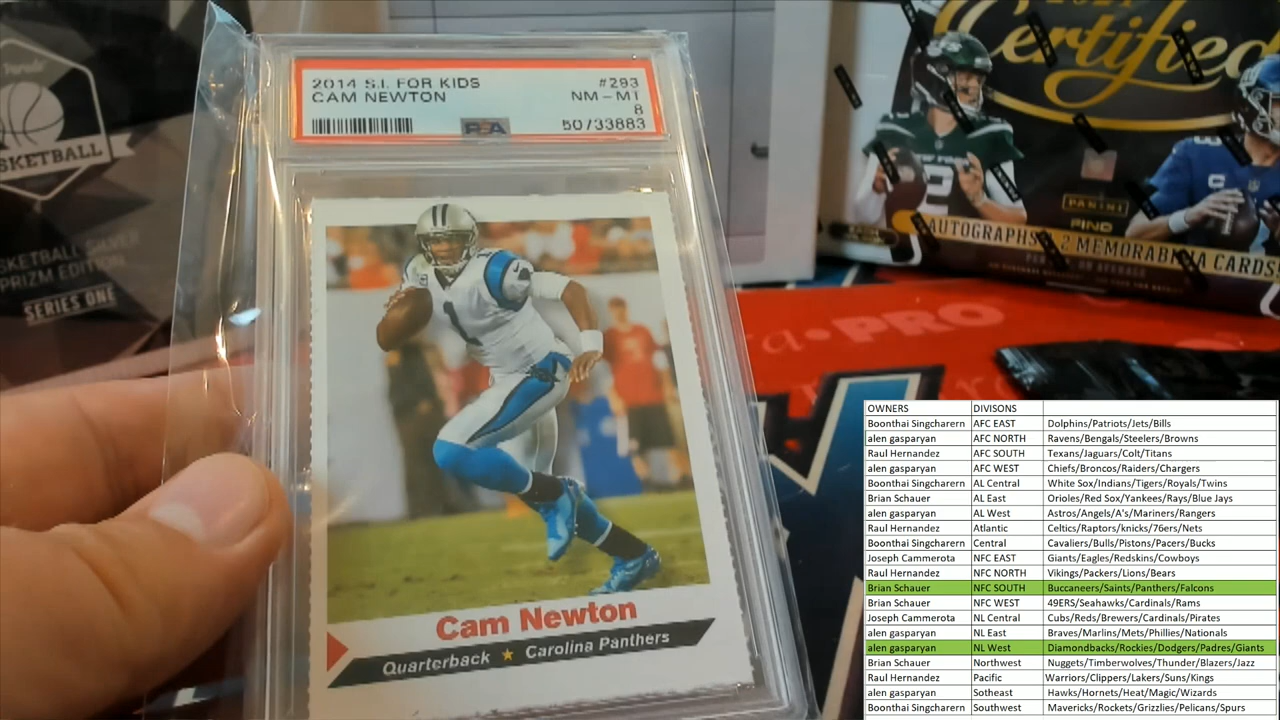 2014 S.I. FOR KIDS #293
CAM NEWTON NM-MT
8
PSA 50733883
1
Cam Newton
Quarterback ★ Carolina Panthers
BASKETBALL SILVER
PRIZM EDITION
SERIES ONE
2021
Certified
2
PANINI
FIND
AUTOGRAPHS 2 MEMORABILIA CARDS
PRO
OWNERS DIVISONS
Boonthai Singcharern AFC EAST Dolphins/Patriots/Jets/Bills
alen gasparyan AFC NORTH Ravens/Bengals/Steelers/Browns
Raul Hernandez AFC SOUTH Texans/Jaguars/Colt/Titans
alen gasparyan AFC WEST Chiefs/Broncos/Raiders/Chargers
Boonthai Singcharern AL Central White Sox/Indians/Tigers/Royals/Twins
Brian Schauer AL East Orioles/Red Sox/Yankees/Rays/Blue Jays
alen gasparyan AL West Astros/Angels/A's/Mariners/Rangers
Raul Hernandez Atlantic Celtics/Raptors/knicks/76ers/Nets
Boonthai Singcharern Central Cavaliers/Bulls/Pistons/Pacers/Bucks
Joseph Cammerota NFC EAST Giants/Eagles/Redskins/Cowboys
Raul Hernandez NFC NORTH Vikings/Packers/Lions/Bears
Brian Schauer NFC SOUTH Buccaneers/Saints/Panthers/Falcons
Brian Schauer NFC WEST 49ERS/Seahawks/Cardinals/Rams
Joseph Cammerota NL Central Cubs/Reds/Brewers/Cardinals/Pirates
alen gasparyan NL East Braves/Marlins/Mets/Phillies/Nationals
alen gasparyan NL West Diamondbacks/Rockies/Dodgers/Padres/Giants
Brian Schauer Northwest Nuggets/Timberwolves/Thunder/Blazers/Jazz
Raul Hernandez Pacific Warriors/Clippers/Lakers/Suns/Kings
alen gasparyan Sotheast Hawks/Hornets/Heat/Magic/Wizards
Boonthai Singcharern Southwest Mavericks/Rockets/Grizzlies/Pelicans/Spurs